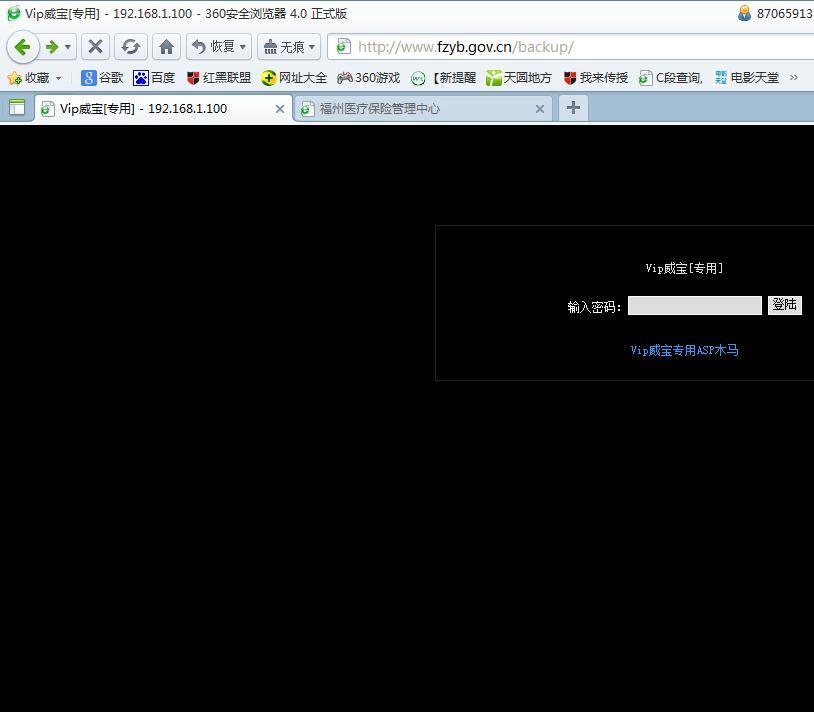 Vip威宝[专用] - 192.168.1.100 - 360安全浏览器 4.0 正式版
87065913
恢复
无痕
http://www.fzyb.gov.cn/backup/
收藏 谷歌 百度 红黑联盟 网址大全 360游戏 【新提醒 天圆地方 我来传授 C段查询, 电影天堂 »
Vip威宝[专用] - 192.168.1.100
福州医疗保险管理中心
Vip威宝[专用]
输入密码: 登陆
Vip威宝专用ASP木马